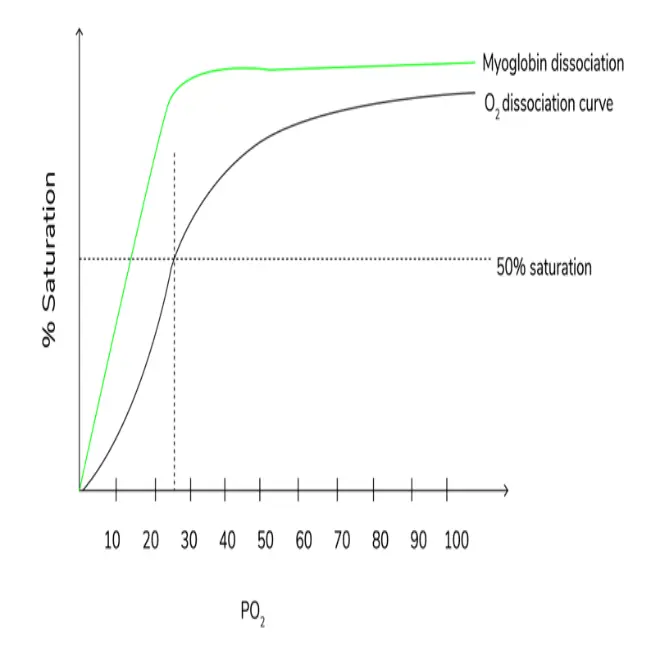 Myoglobin dissociation
O₂ dissociation curve
% Saturation
50% saturation
10 20 30 40 50 60 70 80 90 100
PO₂